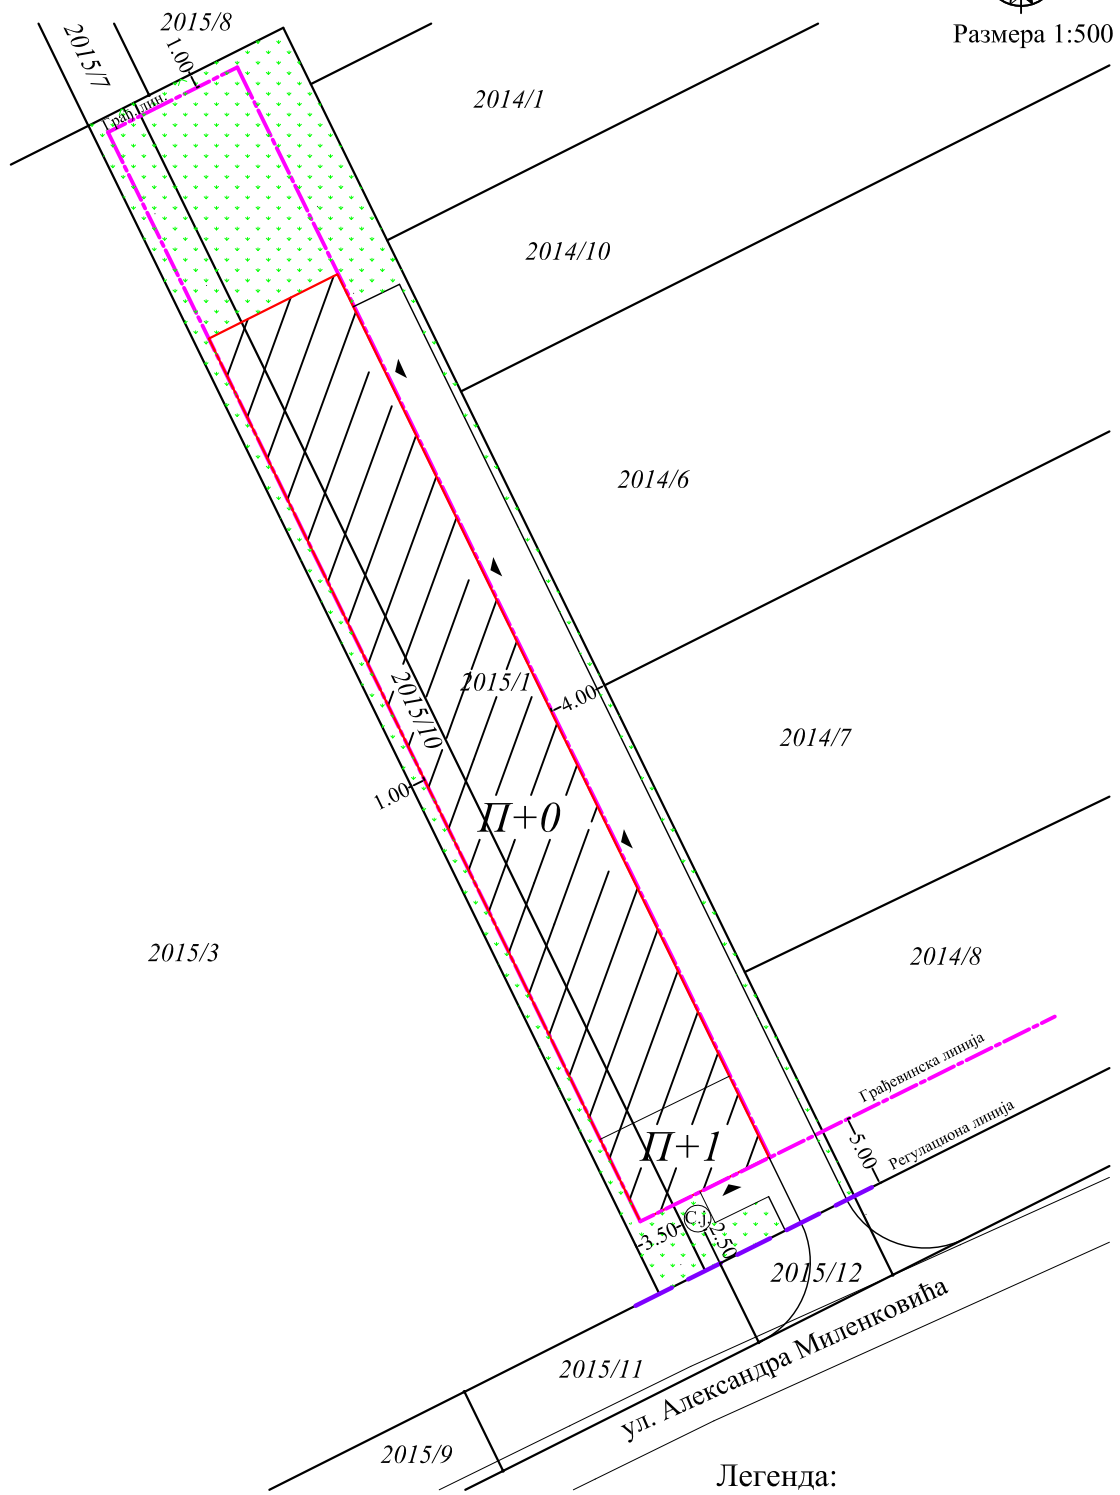 2015/8
2015/7
1.00
Размера 1:500
Грађ.лин.
2014/1
2014/10
2014/6
2015/1
2015/10
4.00
2014/7
1.00
П+0
2015/3
2014/8
Грађевинска линија
П+1
5.00
Регулациона линија
С.ј.
3.50
2.50
2015/12
ул. Александра Миленковића
2015/11
2015/9
Легенда: